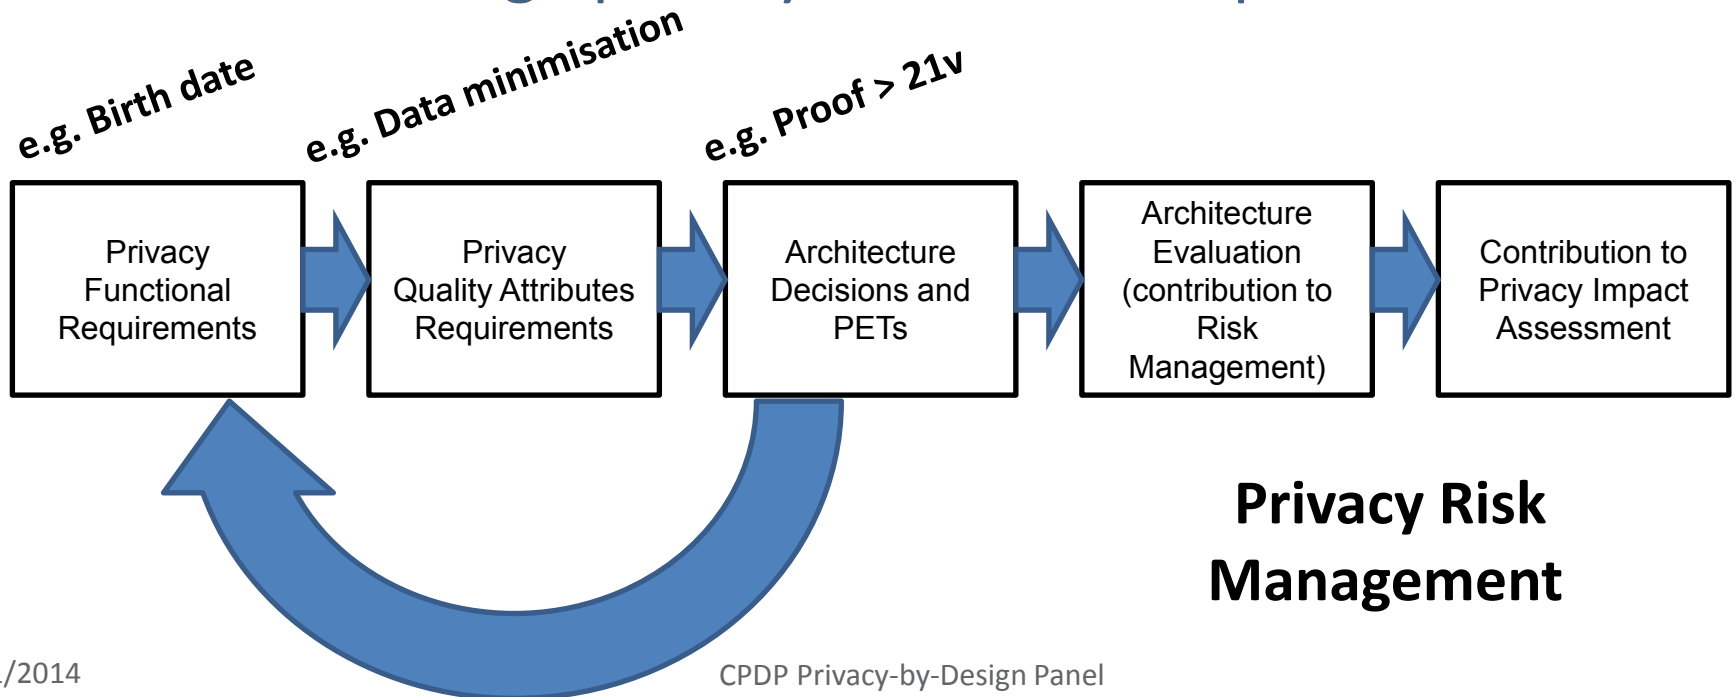 e.g. Birth date
e.g. Data minimisation
e.g. Proof > 21v
Privacy
Functional
Requirements
Privacy
Quality Attributes
Requirements
Architecture
Decisions and
PETs
Architecture
Evaluation
(contribution to
Risk
Management)
Contribution to
Privacy Impact
Assessment
Privacy Risk
Management
/2014
CPDP Privacy-by-Design Panel